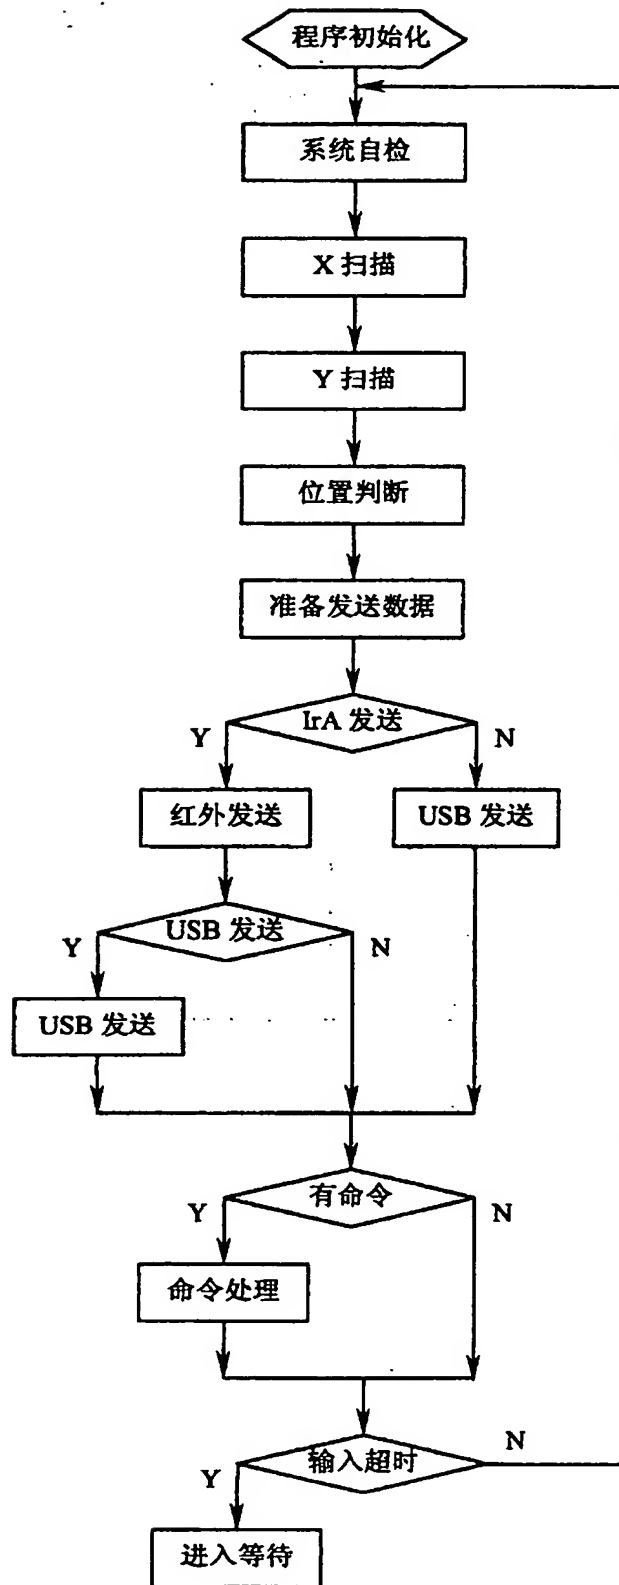 程序初始化
系统自检
X 扫描
Y 扫描
位置判断
准备发送数据
IrA 发送
Y
N
红外发送
USB 发送
USB 发送
Y
N
USB 发送
有命令
Y
N
命令处理
输入超时
N
Y
进入等待